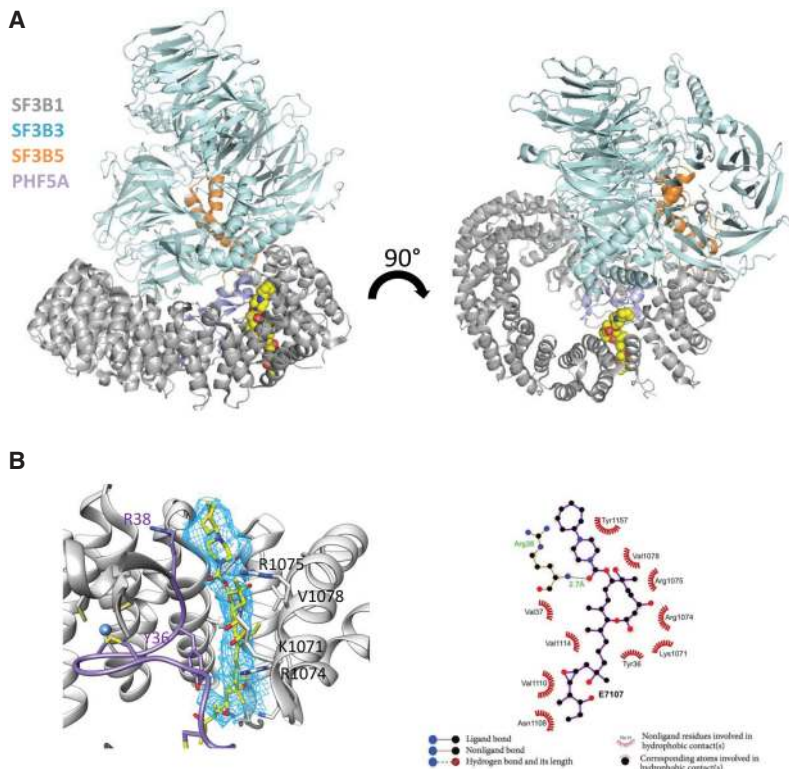 A
SF3B1
SF3B3
SF3B5
PHF5A
90°
B
R38
R1075
V1078
Y36
K1071
R1074
Tyr1157
Arg38
Val1078
2.7Å
Arg1075
Val37
Arg1074
Val1114
Tyr36
Lys1071
Val1110
E7107
Asn1108
Ligand bond
Nonligand bond
Hydrogen bond and its length
Nonligand residues involved in
hydrophobic contact(s)
Corresponding atoms involved in
hydrophobic contact(s)